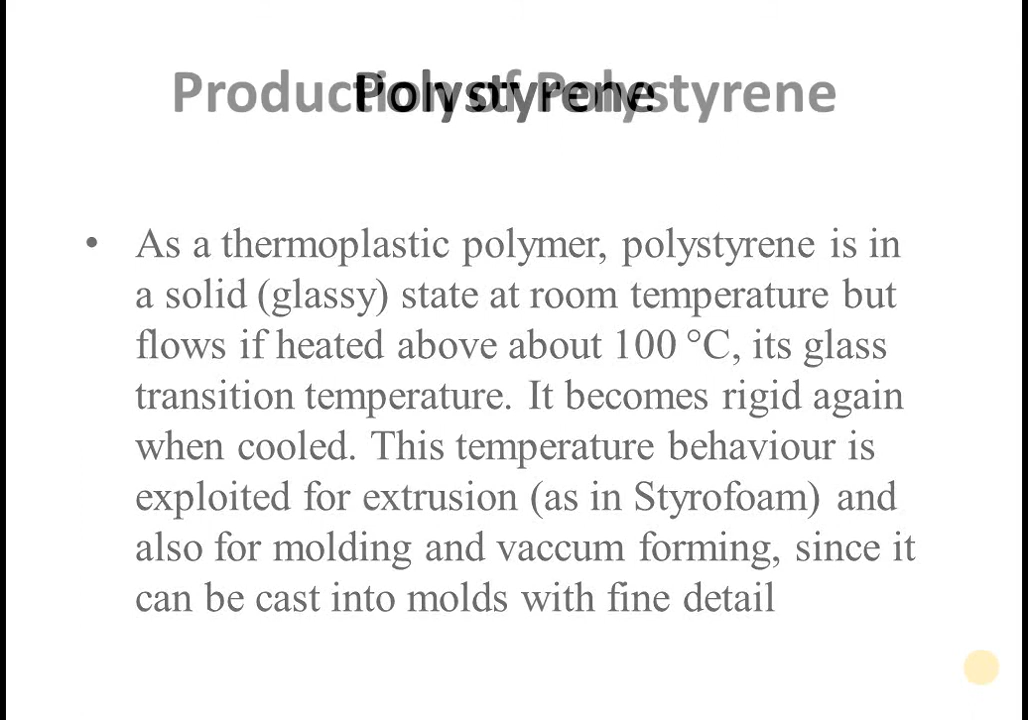 Production of Polystyrene
Polystyrene
• As a thermoplastic polymer, polystyrene is in
a solid (glassy) state at room temperature but
flows if heated above about 100 °C, its glass
transition temperature. It becomes rigid again
when cooled. This temperature behaviour is
exploited for extrusion (as in Styrofoam) and
also for molding and vaccum forming, since it
can be cast into molds with fine detail